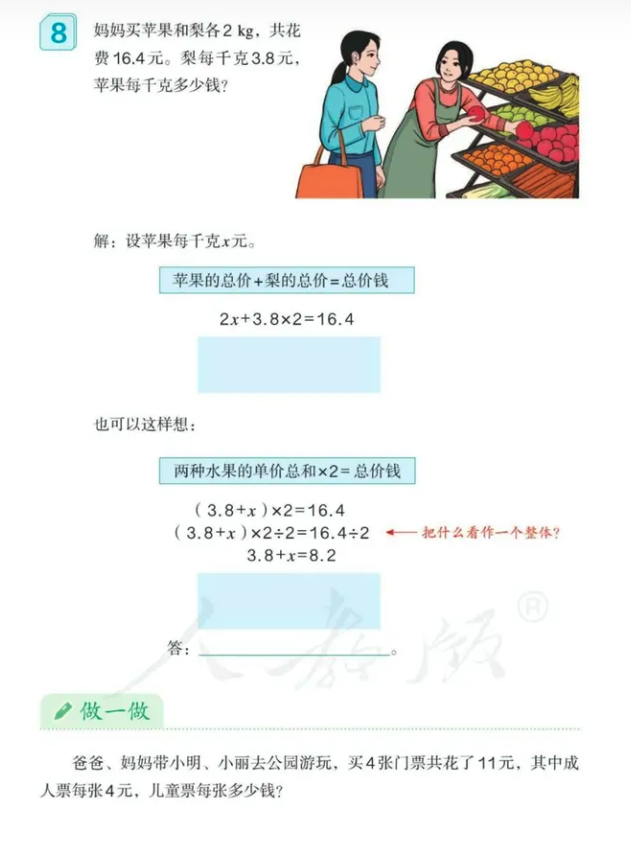 8
妈妈买苹果和梨各2 kg，共花
费16.4元。梨每千克3.8元，
苹果每千克多少钱？
解：设苹果每千克x元。
苹果的总价+梨的总价=总价钱
2x+3.8×2=16.4
也可以这样想：
两种水果的单价总和×2=总价钱
（3.8+x）×2=16.4
（3.8+x）×2÷2=16.4÷2 ← 把什么看作一个整体？
3.8+x=8.2
人教版®
答：____________________。
做一做
爸爸、妈妈带小明、小丽去公园游玩，买4张门票共花了11元，其中成
人票每张4元，儿童票每张多少钱？